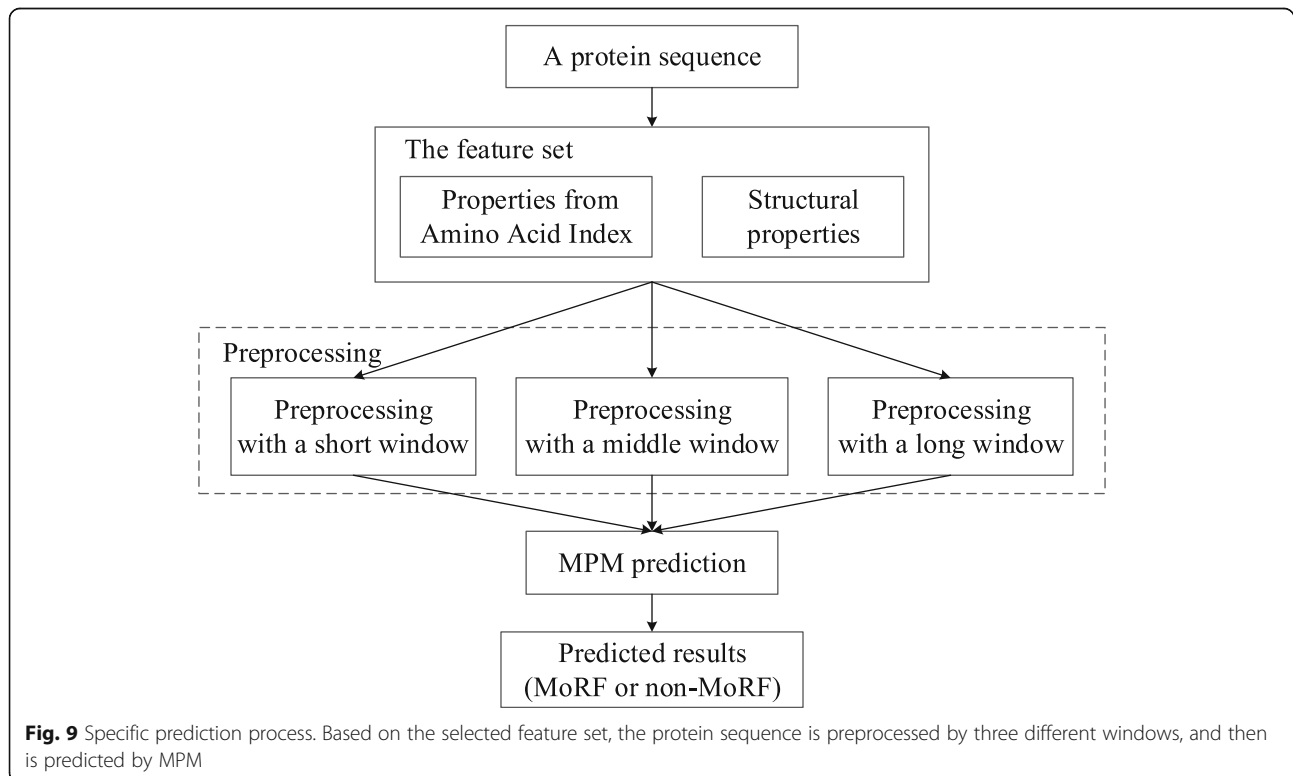 A protein sequence
The feature set
Properties from
Amino Acid Index
Structural
properties
Preprocessing
Preprocessing
with a short window
Preprocessing
with a middle window
Preprocessing
with a long window
MPM prediction
Predicted results
(MoRF or non-MoRF)
Fig. 9 Specific prediction process. Based on the selected feature set, the protein sequence is preprocessed by three different windows, and then
is predicted by MPM